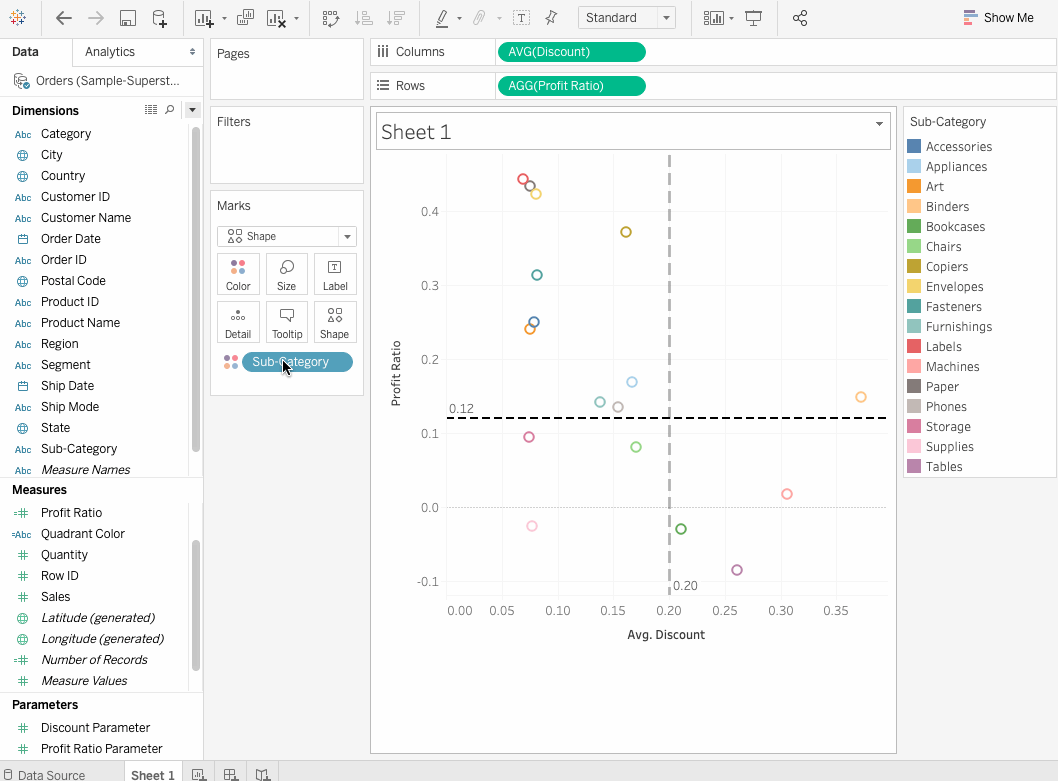 Standard
Show Me
Data
Analytics
Orders (Sample-Superst...
Dimensions
Abc Category
City
Country
Abc Customer ID
Abc Customer Name
Order Date
Abc Order ID
Postal Code
Abc Product ID
Abc Product Name
Abc Region
Abc Segment
Ship Date
Abc Ship Mode
State
Abc Sub-Category
Abc Measure Names
Measures
=# Profit Ratio
=Abc Quadrant Color
# Quantity
# Row ID
# Sales
Latitude (generated)
Longitude (generated)
=# Number of Records
# Measure Values
Parameters
# Discount Parameter
# Profit Ratio Parameter
Pages
Filters
Marks
Shape
Color
Size
Label
Detail
Tooltip
Shape
Sub-Category
Columns
AVG(Discount)
Rows
AGG(Profit Ratio)
Sheet 1
Profit Ratio
0.4
0.3
0.2
0.12
0.1
0.0
-0.1
0.20
0.00 0.05 0.10 0.15 0.20 0.25 0.30 0.35
Avg. Discount
Sub-Category
Accessories
Appliances
Art
Binders
Bookcases
Chairs
Copiers
Envelopes
Fasteners
Furnishings
Labels
Machines
Paper
Phones
Storage
Supplies
Tables
Data Source
Sheet 1